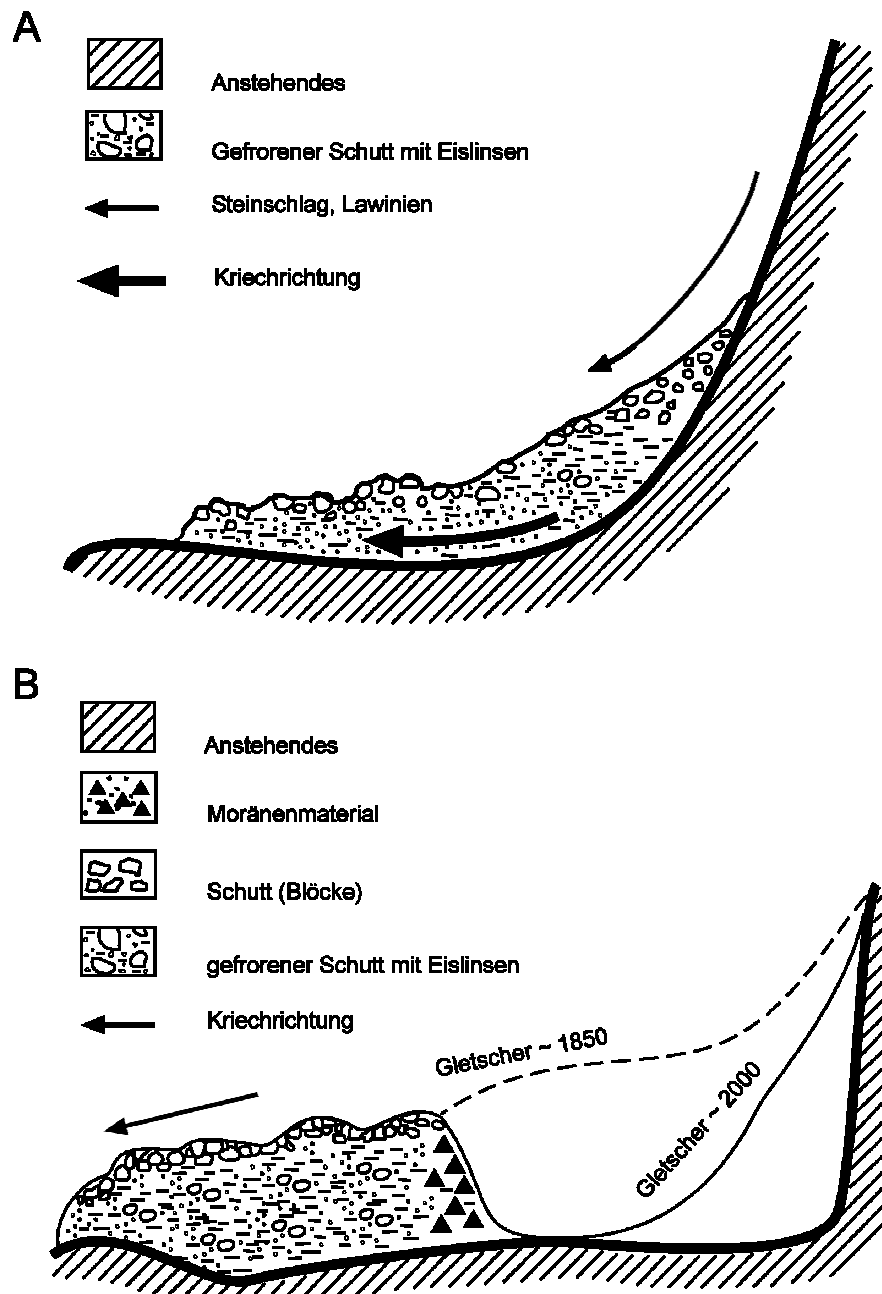 A
Anstehendes
Gefrorener Schutt mit Eislinsen
Steinschlag, Lawinien
Kriechrichtung
B
Anstehendes
Moränenmaterial
Schutt (Blöcke)
gefrorener Schutt mit Eislinsen
Kriechrichtung
Gletscher ~ 1850
Gletscher ~ 2000